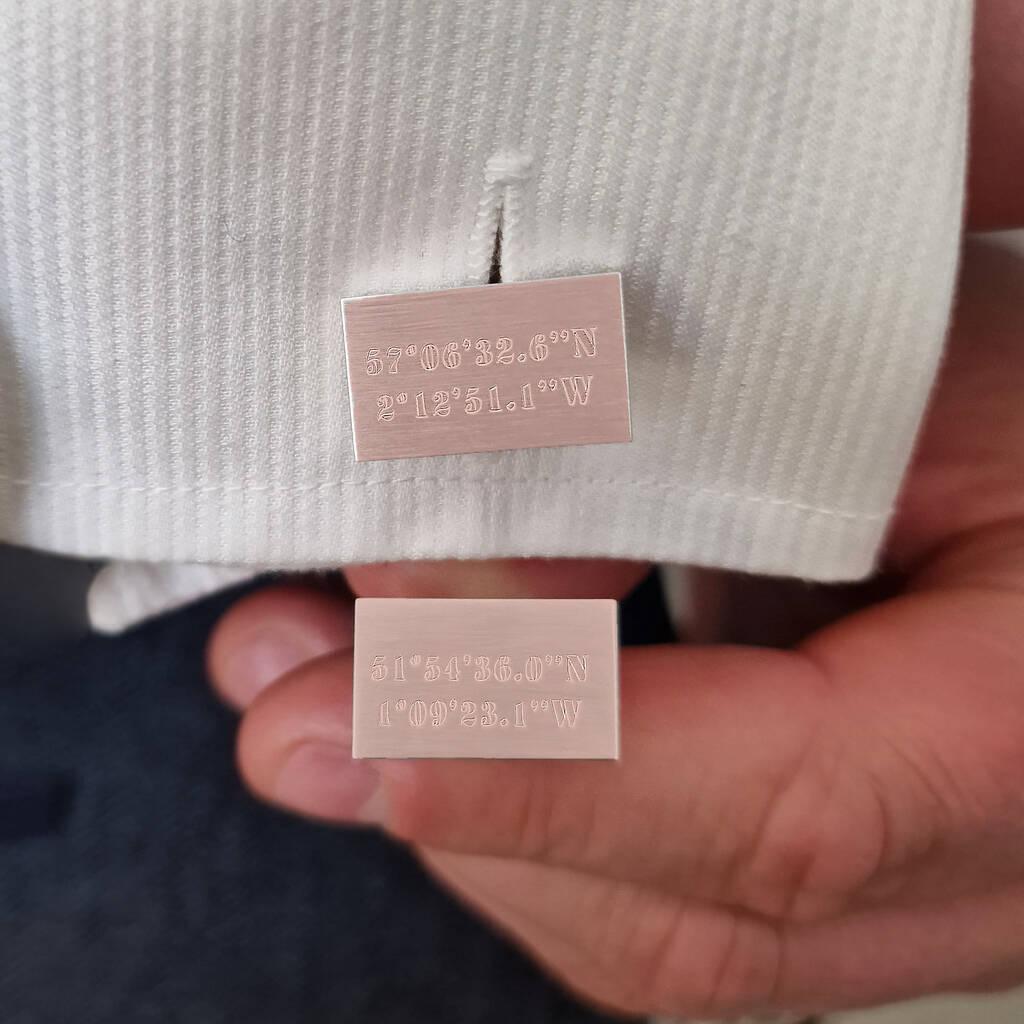 57°06’32.6”N
2°12’51.1”W
51°54’36.0”N
1°09’23.1”W